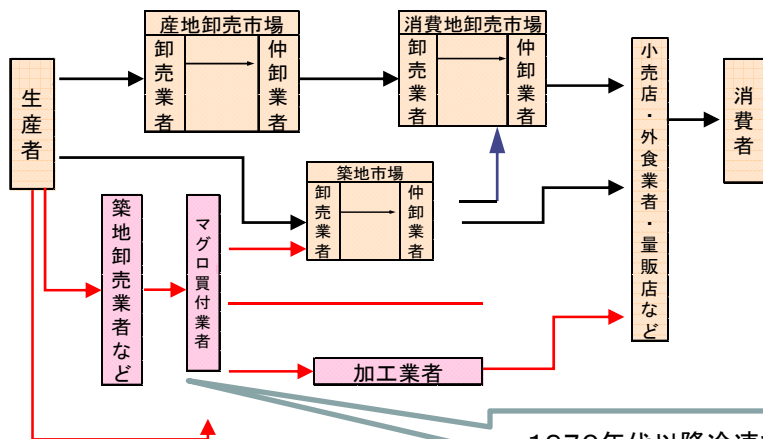 産地卸売市場
卸売業者
仲卸業者
消費地卸売市場
卸売業者
仲卸業者
生産者
小売店・外食業者・量販店など
消費者
築地市場
卸売業者
仲卸業者
築地卸売業者など
マグロ買付業者
加工業者